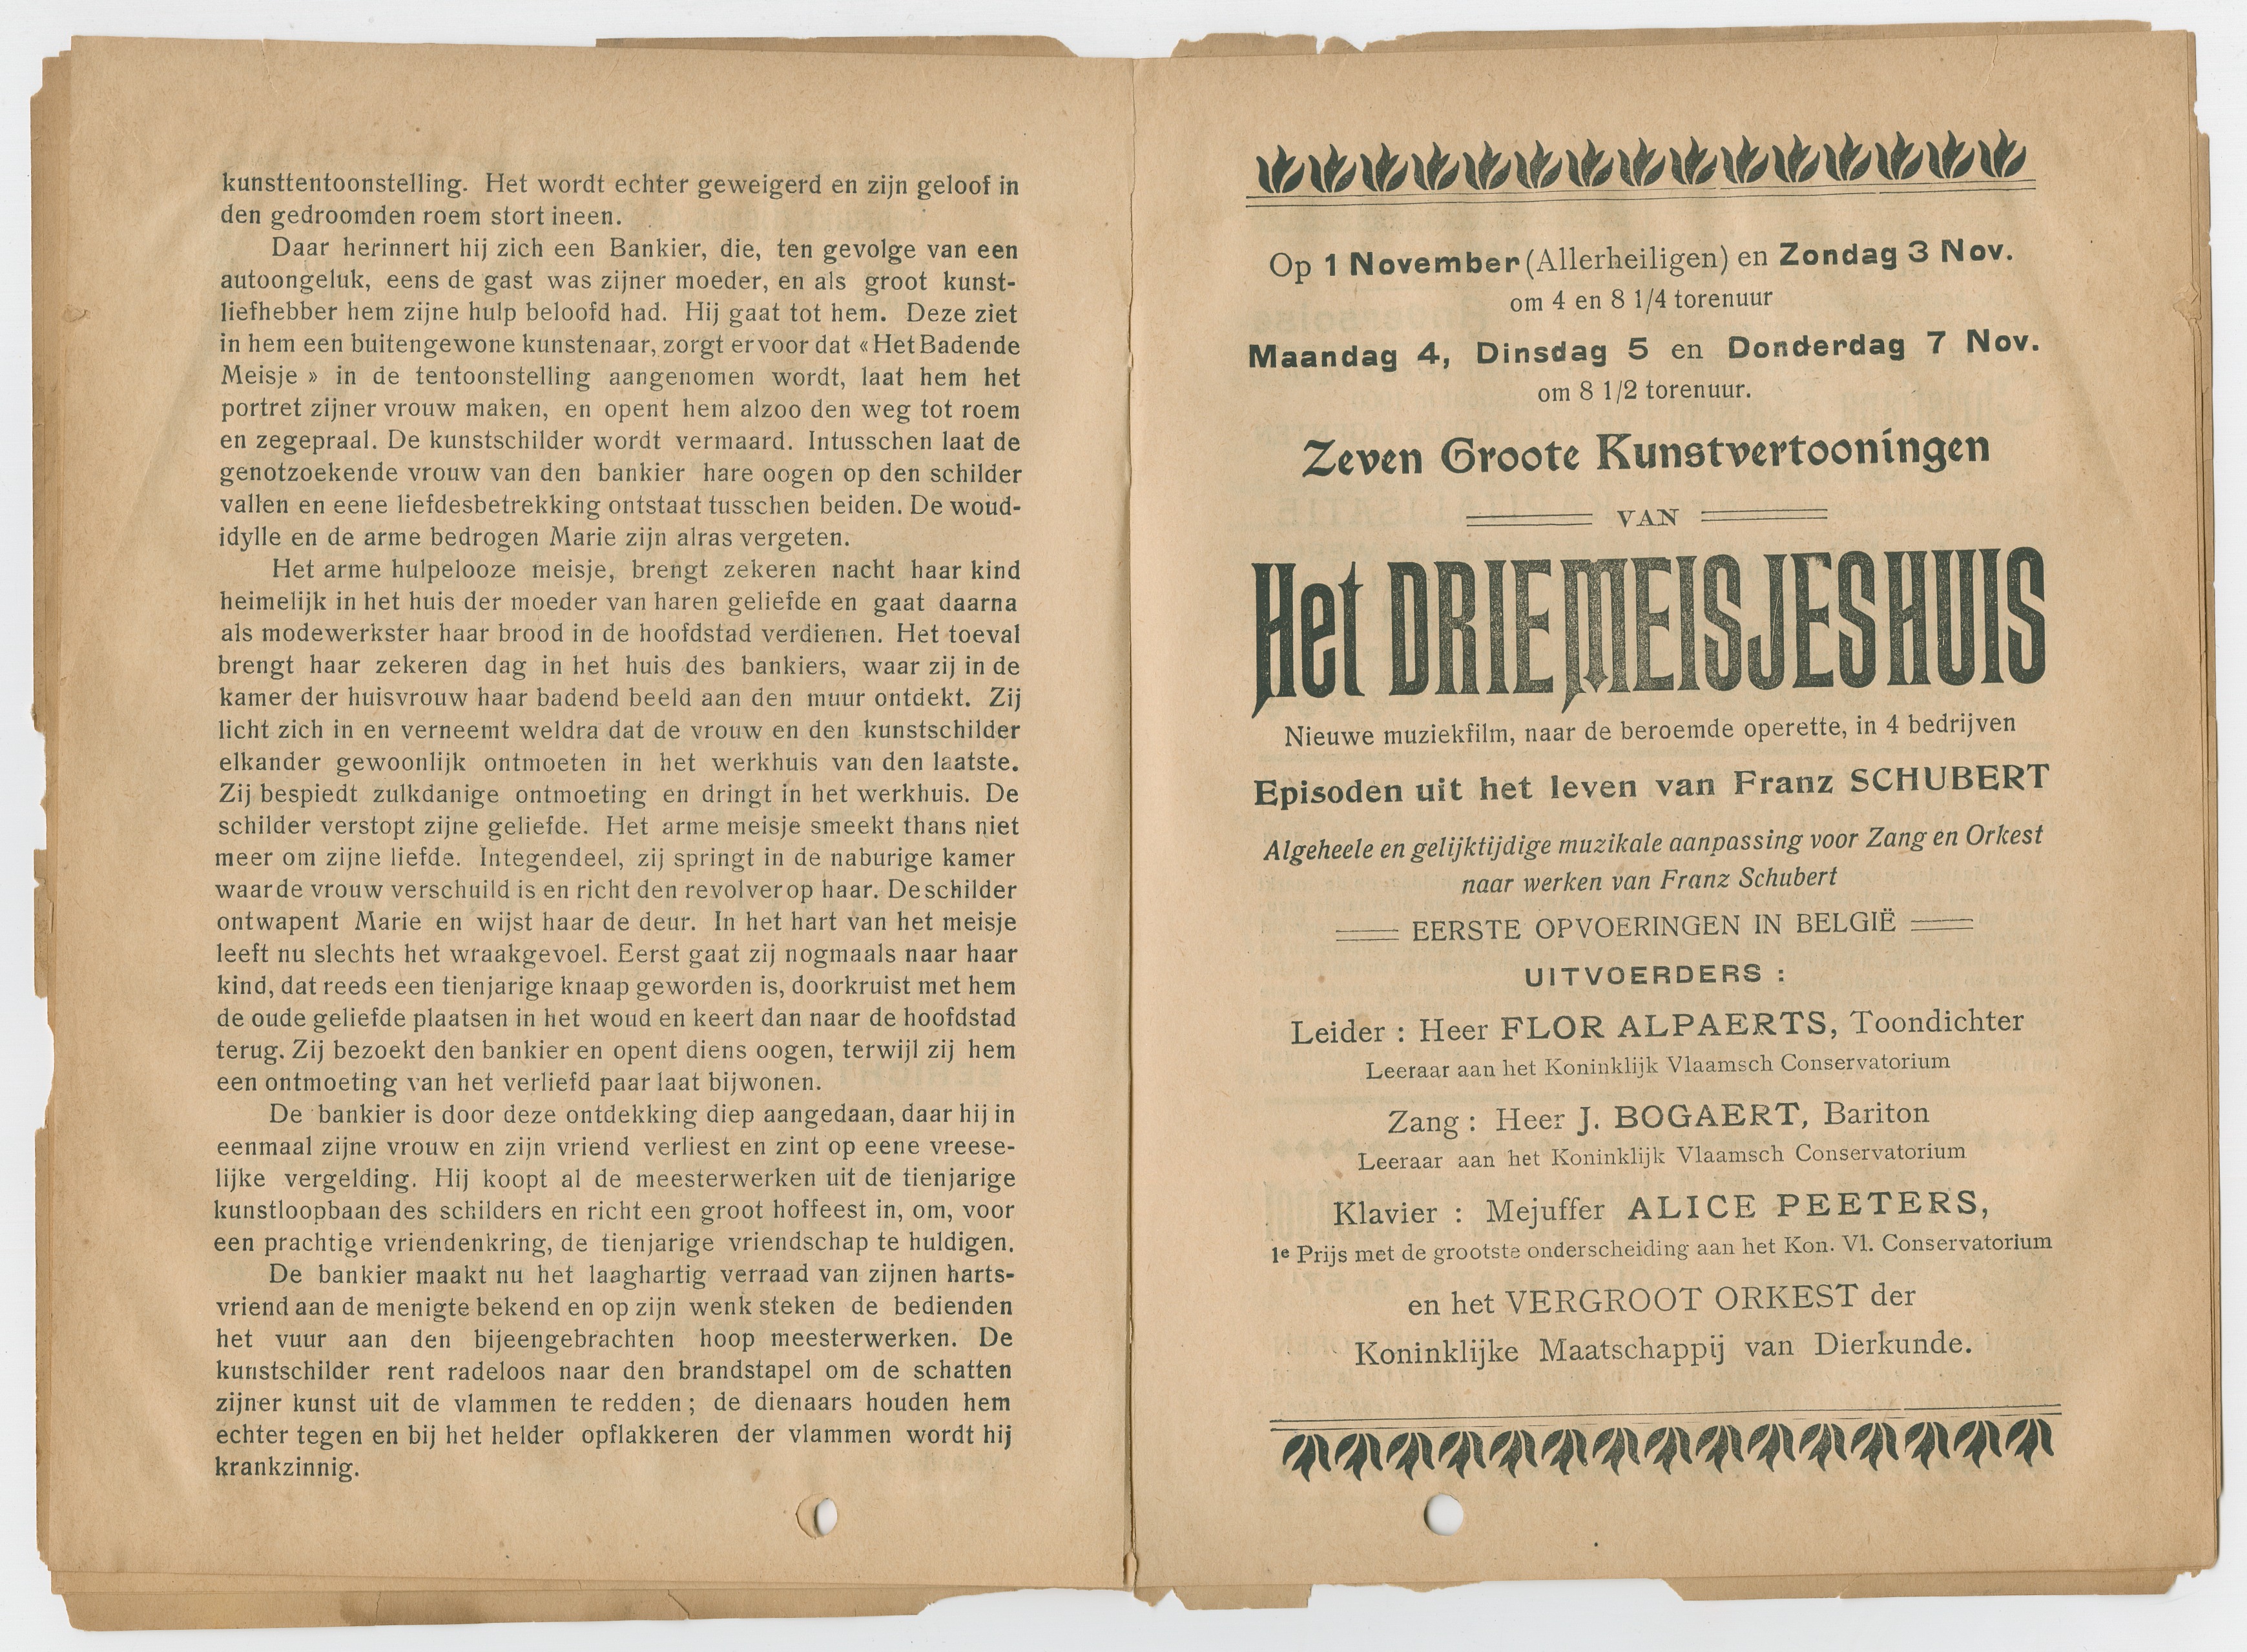 kunsttentoonstelling. Het wordt echter geweigerd en zijn geloof in
den gedroomden roem stort ineen.
Daar herinnert hij zich een Bankier, die, ten gevolge van een
autoongeluk, eens de gast was zijner moeder, en als groot kunst-
liefhebber hem zijne hulp beloofd had. Hij gaat tot hem. Deze ziet
in hem een buitengewone kunstenaar, zorgt ervoor dat « Het Badende
Meisje » in de tentoonstelling aangenomen wordt, laat hem het
portret zijner vrouw maken, en opent hem alzoo den weg tot roem
en zegepraal. De kunstschilder wordt vermaard. Intusschen laat de
genotzoekende vrouw van den bankier hare oogen op den schilder
vallen en eene liefdesbetrekking ontstaat tusschen beiden. De woud-
idylle en de arme bedrogen Marie zijn alras vergeten.
Het arme hulpelooze meisje, brengt zekeren nacht haar kind
heimelijk in het huis der moeder van haren geliefde en gaat daarna
als modewerkster haar brood in de hoofdstad verdienen. Het toeval
brengt haar zekeren dag in het huis des bankiers, waar zij in de
kamer der huisvrouw haar badend beeld aan den muur ontdekt. Zij
licht zich in en verneemt weldra dat de vrouw en den kunstschilder
elkander gewoonlijk ontmoeten in het werkhuis van den laatste.
Zij bespiedt zulkdanige ontmoeting en dringt in het werkhuis. De
schilder verstopt zijne geliefde. Het arme meisje smeekt thans niet
meer om zijne liefde. Integendeel, zij springt in de naburige kamer
waar de vrouw verschuild is en richt den revolver op haar. De schilder
ontwapent Marie en wijst haar de deur. In het hart van het meisje
leeft nu slechts het wraakgevoel. Eerst gaat zij nogmaals naar haar
kind, dat reeds een tienjarige knaap geworden is, doorkruist met hem
de oude geliefde plaatsen in het woud en keert dan naar de hoofdstad
terug. Zij bezoekt den bankier en opent diens oogen, terwijl zij hem
een ontmoeting van het verliefd paar laat bijwonen.
De bankier is door deze ontdekking diep aangedaan, daar hij in
eenmaal zijne vrouw en zijn vriend verliest en zint op eene vreese-
lijke vergelding. Hij koopt al de meesterwerken uit de tienjarige
kunstloopbaan des schilders en richt een groot hoffeest in, om, voor
een prachtige vriendenkring, de tienjarige vriendschap te huldigen.
De bankier maakt nu het laaghartig verraad van zijnen harts-
vriend aan de menigte bekend en op zijn wenk steken de bedienden
het vuur aan den bijeengebrachten hoop meesterwerken. De
kunstschilder rent radeloos naar den brandstapel om de schatten
zijner kunst uit de vlammen te redden ; de dienaars houden hem
echter tegen en bij het helder opflakkeren der vlammen wordt hij
krankzinnig.
Op 1 November (Allerheiligen) en Zondag 3 Nov.
om 4 en 8 1/4 torenuur
Maandag 4, Dinsdag 5 en Donderdag 7 Nov.
om 8 1/2 torenuur.
Zeven Groote Kunstvertooningen
VAN
Het DRIEMEISJESHUIS
Nieuwe muziekfilm, naar de beroemde operette, in 4 bedrijven
Episoden uit het leven van Franz SCHUBERT
Algeheele en gelijktijdige muzikale aanpassing voor Zang en Orkest
naar werken van Franz Schubert
EERSTE OPVOERINGEN IN BELGIË
UITVOERDERS :
Leider : Heer FLOR ALPAERTS, Toondichter
Leeraar aan het Koninklijk Vlaamsch Conservatorium
Zang : Heer J. BOGAERT, Bariton
Leeraar aan het Koninklijk Vlaamsch Conservatorium
Klavier : Mejuffer ALICE PEETERS,
1e Prijs met de grootste onderscheiding aan het Kon. Vl. Conservatorium
en het VERGROOT ORKEST der
Koninklijke Maatschappij van Dierkunde.